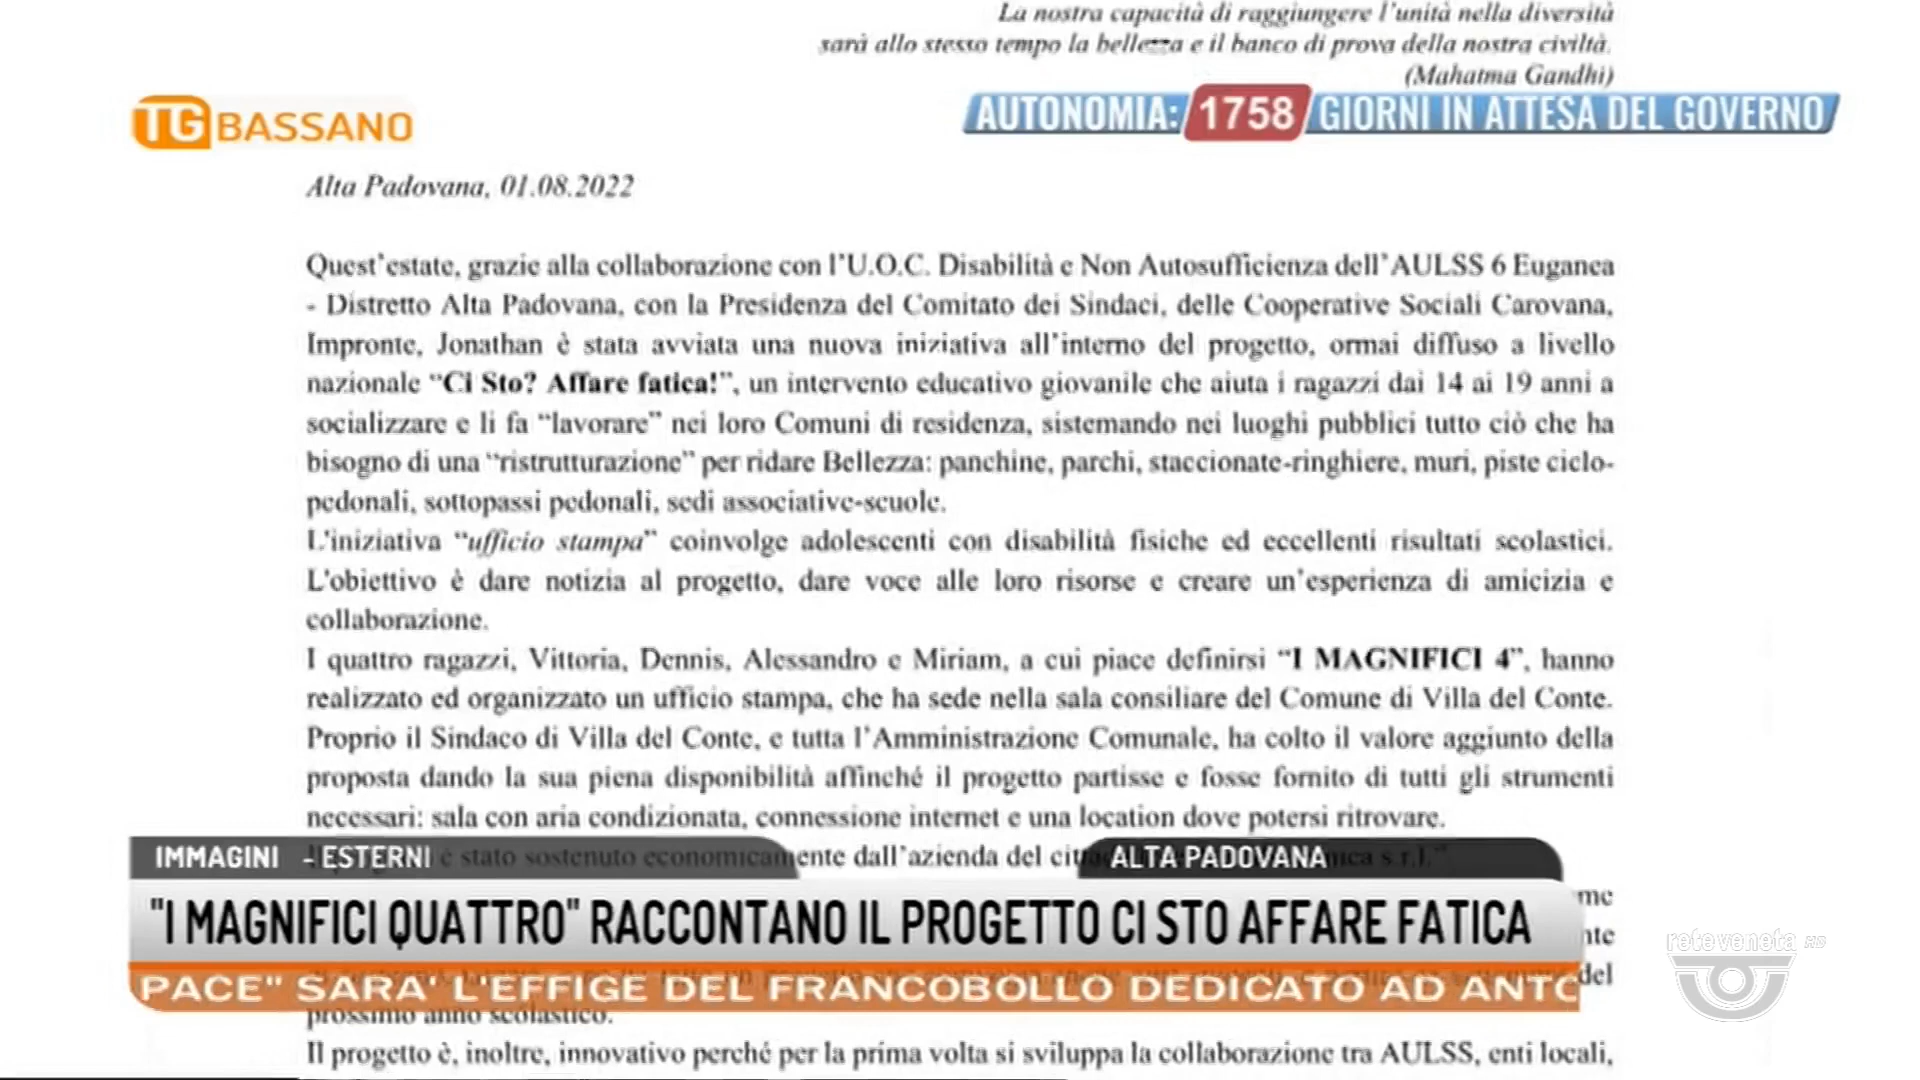 La nostra capacità di raggiungere l'unità nella diversità
sarà allo stesso tempo la bellezza e il banco di prova della nostra civiltà.
(Mahatma Gandhi)
TG BASSANO
AUTONOMIA: 1758 GIORNI IN ATTESA DEL GOVERNO
Alta Padovana, 01.08.2022
Quest'estate, grazie alla collaborazione con l'U.O.C. Disabilità e Non Autosufficienza dell'AULSS 6 Euganea
- Distretto Alta Padovana, con la Presidenza del Comitato dei Sindaci, delle Cooperative Sociali Carovana,
Impronte, Jonathan è stata avviata una nuova iniziativa all'interno del progetto, ormai diffuso a livello
nazionale “Ci Sto? Affare fatica!”, un intervento educativo giovanile che aiuta i ragazzi dai 14 ai 19 anni a
socializzare e li fa “lavorare” nei loro Comuni di residenza, sistemando nei luoghi pubblici tutto ciò che ha
bisogno di una “ristrutturazione” per ridare Bellezza: panchine, parchi, staccionate-ringhiere, muri, piste ciclo-
pedonali, sottopassi pedonali, sedi associative-scuole.
L'iniziativa “ufficio stampa” coinvolge adolescenti con disabilità fisiche ed eccellenti risultati scolastici.
L'obiettivo è dare notizia al progetto, dare voce alle loro risorse e creare un'esperienza di amicizia e
collaborazione.
I quattro ragazzi, Vittoria, Dennis, Alessandro e Miriam, a cui piace definirsi “I MAGNIFICI 4”, hanno
realizzato ed organizzato un ufficio stampa, che ha sede nella sala consiliare del Comune di Villa del Conte.
Proprio il Sindaco di Villa del Conte, e tutta l'Amministrazione Comunale, ha colto il valore aggiunto della
proposta dando la sua piena disponibilità affinché il progetto partisse e fosse fornito di tutti gli strumenti
necessari: sala con aria condizionata, connessione internet e una location dove potersi ritrovare.
è stato sostenuto economicamente dall'azienda del s.r.l.”
IMMAGINI - ESTERNI
ALTA PADOVANA
"I MAGNIFICI QUATTRO" RACCONTANO IL PROGETTO CI STO AFFARE FATICA
reteveneta HD
PACE" SARA' L'EFFIGE DEL FRANCOBOLLO DEDICATO AD ANTO
del
prossimo anno scolastico.
Il progetto è, inoltre, innovativo perché per la prima volta si sviluppa la collaborazione tra AULSS, enti locali,